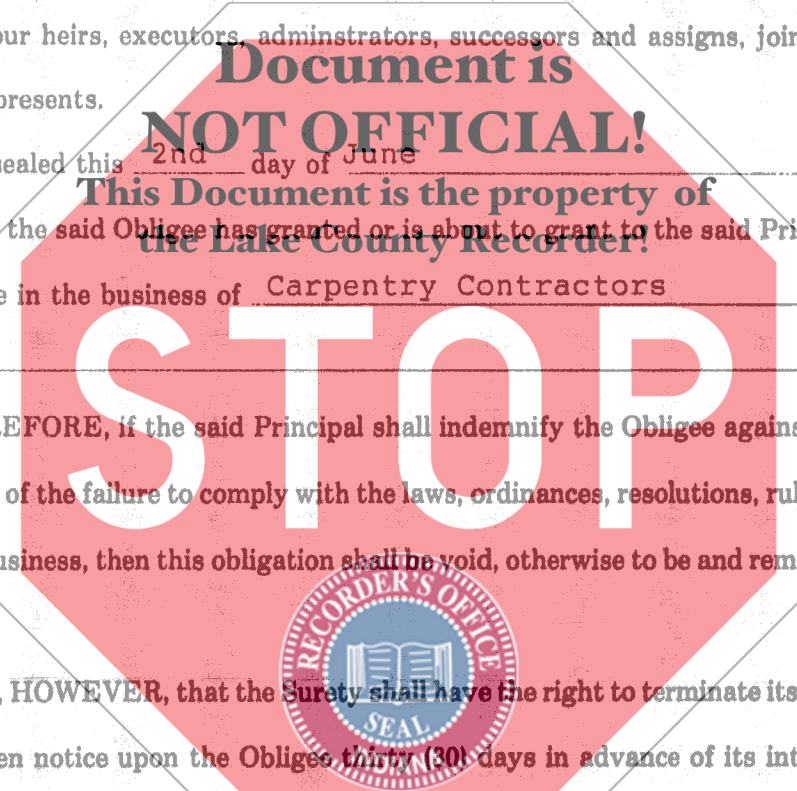 our heirs, executors, adminstrators, successors and assigns, join
Document is
presents.
NOT OFFICIAL!
sealed this 2nd day of June
This Document is the property of
the said Obligee has granted or is about to grant to the said Pri
the Lake County Recorder!
e in the business of Carpentry Contractors
STOP
EFORE, if the said Principal shall indemnify the Obligee agains
of the failure to comply with the laws, ordinances, resolutions, rul
usiness, then this obligation shall be void, otherwise to be and rem
RECORDER'S OFFICE
, HOWEVER, that the Surety shall have the right to terminate its
SEAL
en notice upon the Obligee thirty (30) days in advance of its int